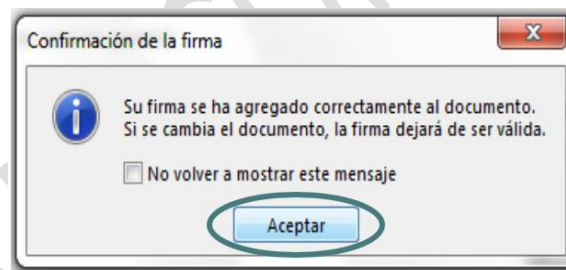 Confirmación de la firma
Su firma se ha agregado correctamente al documento.
Si se cambia el documento, la firma dejará de ser válida.
No volver a mostrar este mensaje
Aceptar